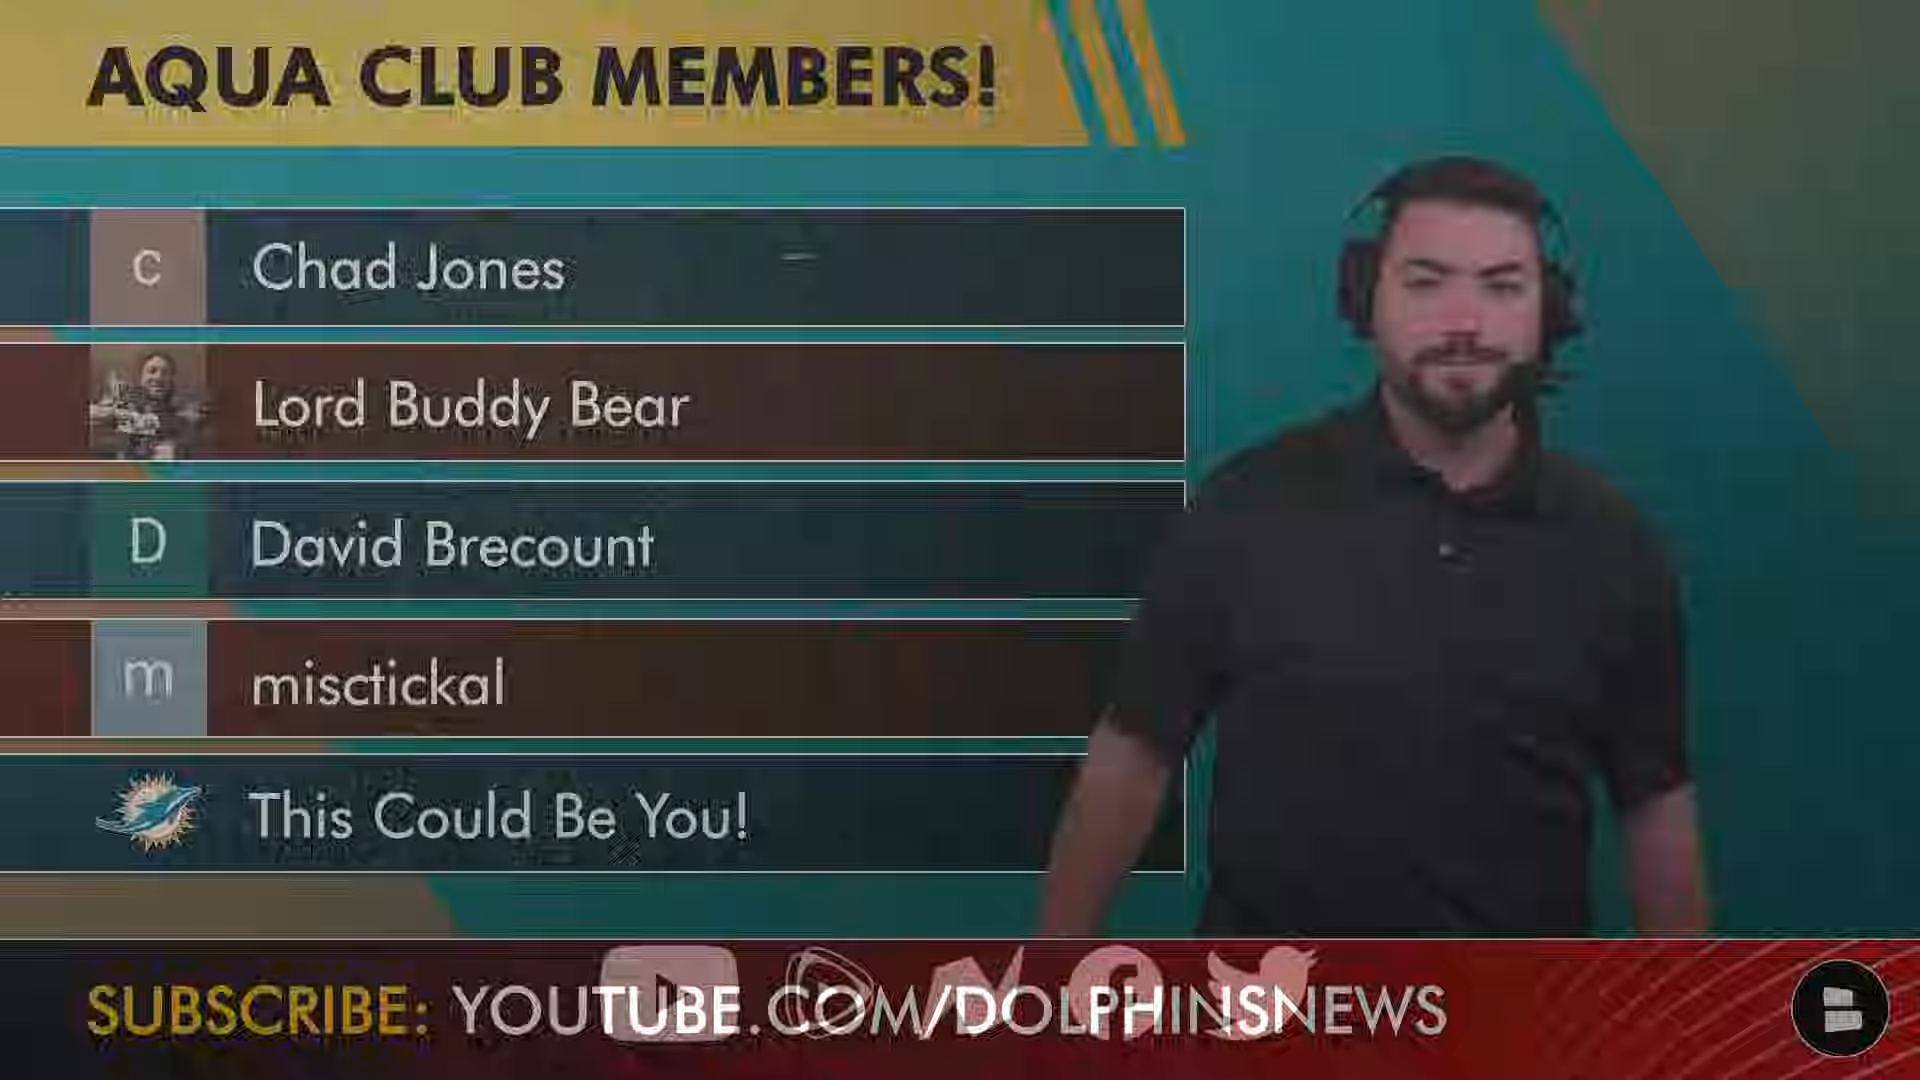 AQUA CLUB MEMBERS!
C
Chad Jones
Lord Buddy Bear
D
David Brecount
m
misctickal
This Could Be You!
SUBSCRIBE: YOUTUBE.COM/DOLPHINSNEWS